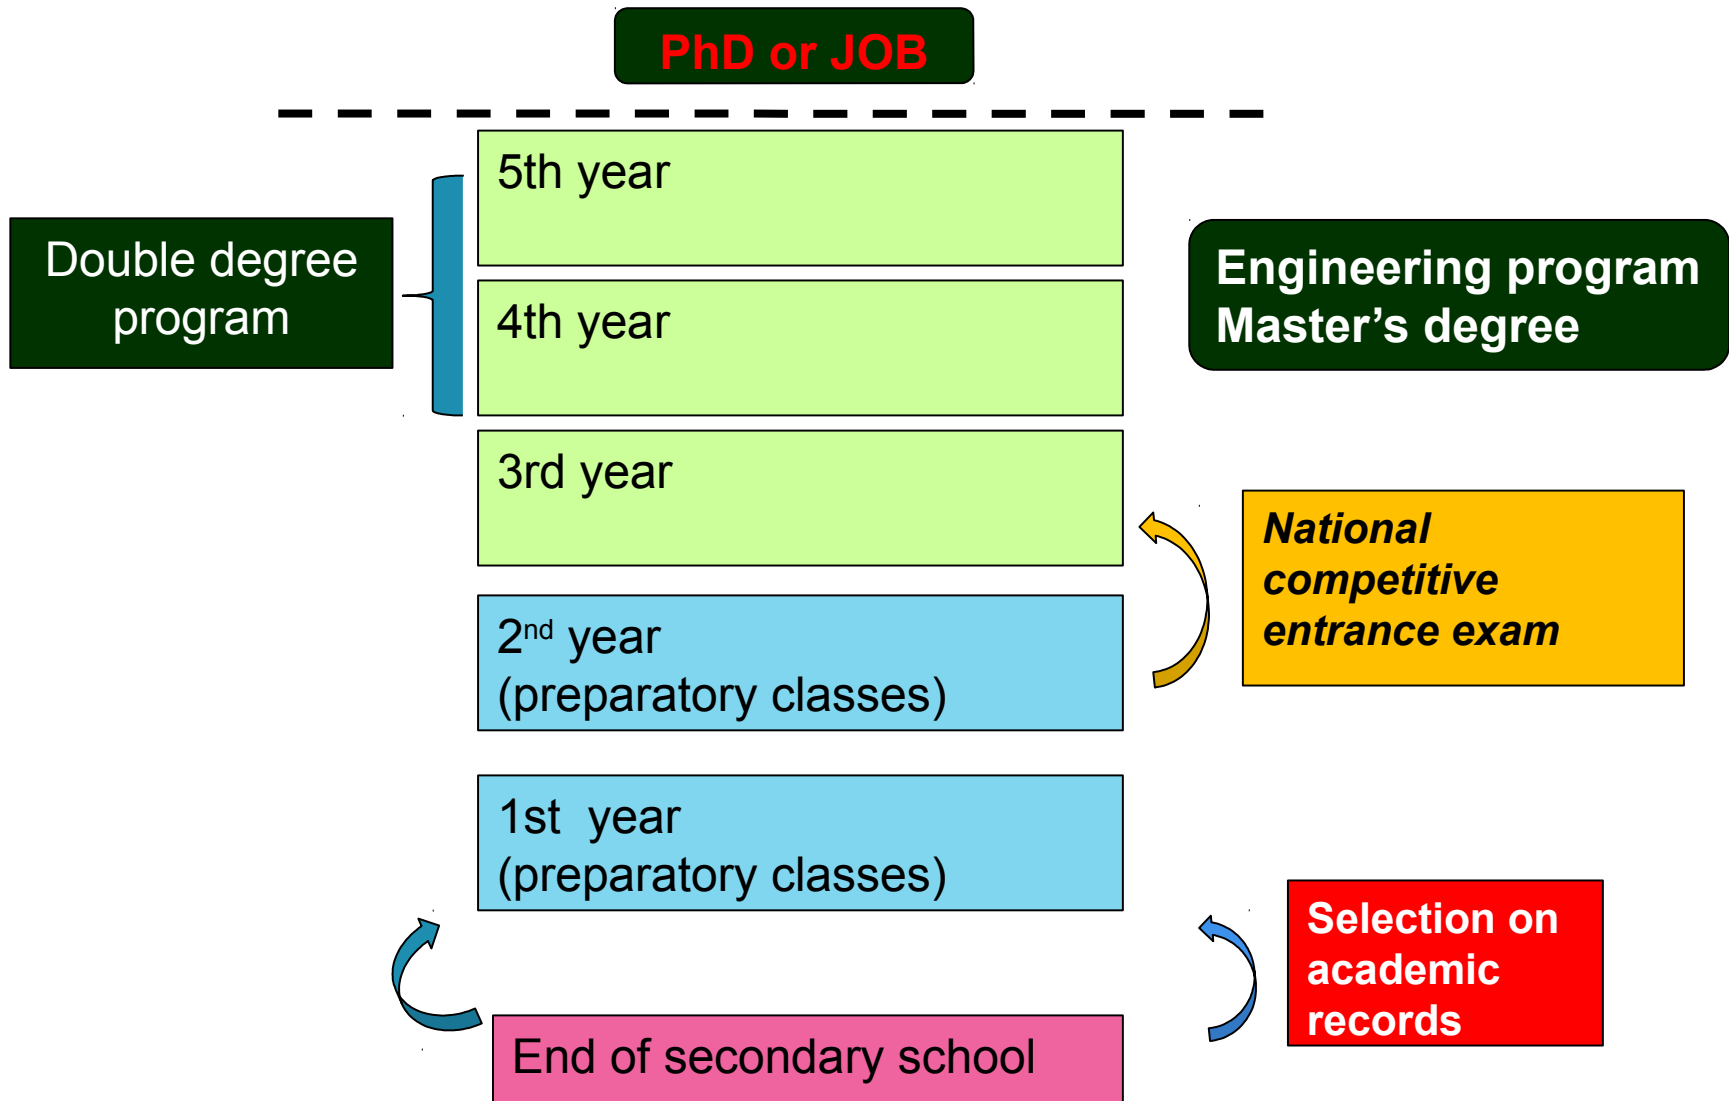 PhD or JOB
5th year
Double degree
program
4th year
Engineering program
Master’s degree
3rd year
National
competitive
entrance exam
2nd year
(preparatory classes)
1st  year
(preparatory classes)
Selection on
academic
records
End of secondary school